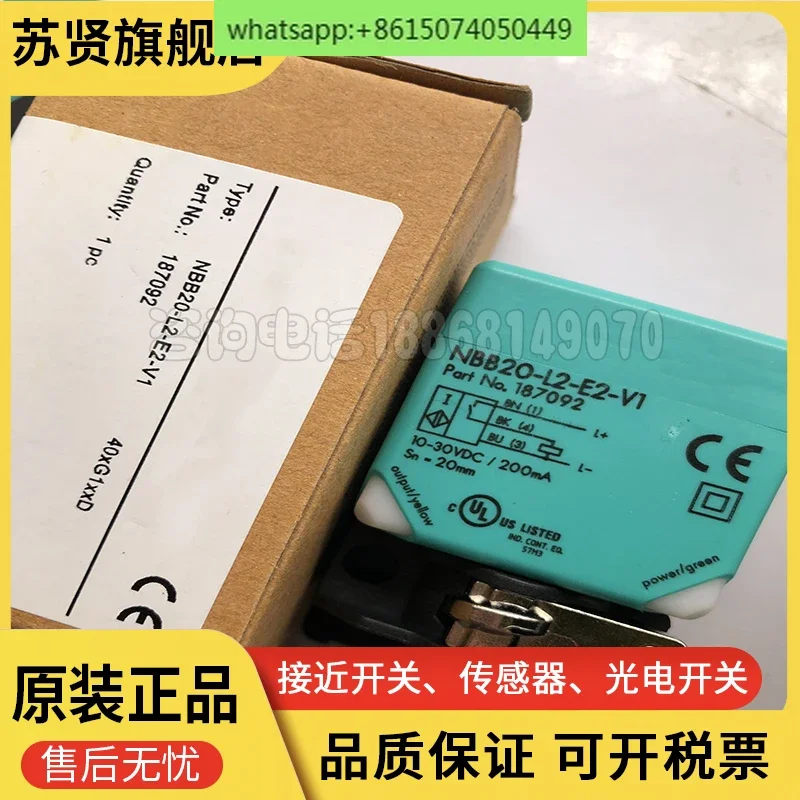 苏贤旗舰店
whatsapp:+8615074050449
Type: NBB20-L2-E2-V1
Part No.: 187092
Quantity: 1 pc
40xG1xxD
CE
咨询电话18868149070
NBB20-L2-E2-V1
Part No. 187092
I
BN (1)
L+
BK (4)
BU (3)
L-
10-30VDC / 200mA
Sn = 20mm
CE
output/yellow
C UL US LISTED
IND. CONT. EQ.
57M3
power/green
原装正品
售后无忧
接近开关、传感器、光电开关
品质保证 可开税票